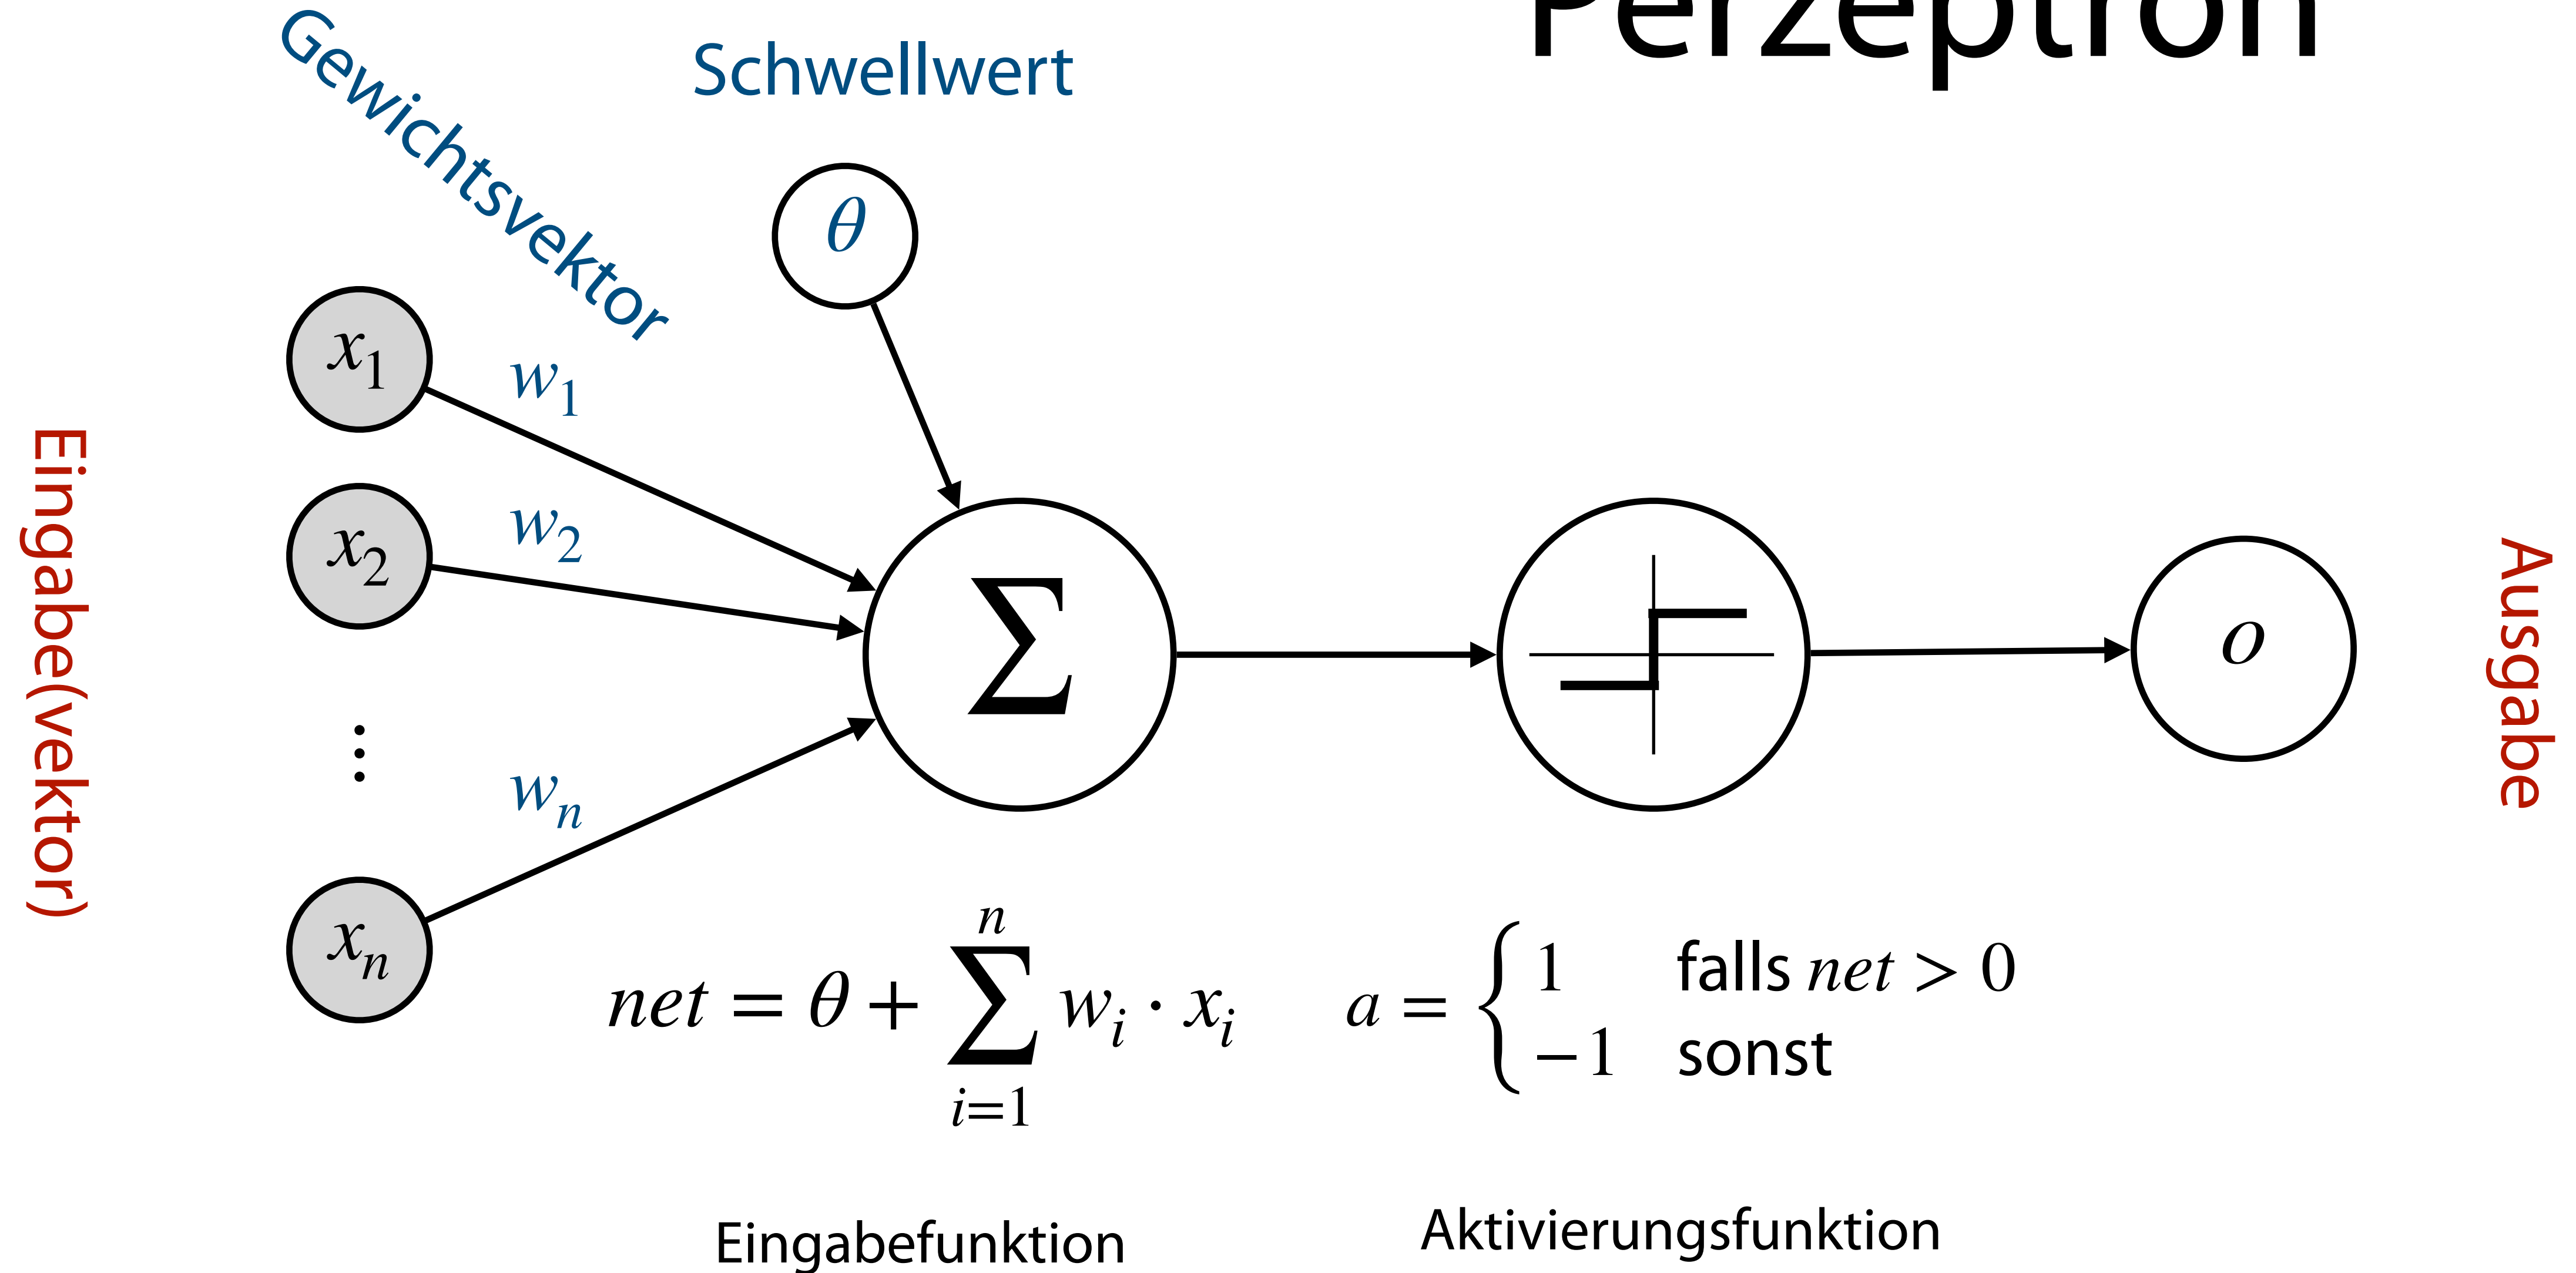 Perzeptron
Gewichtsvektor
Schwellwert
θ
x₁
w₁
x₂
w₂
⋮
wₙ
xₙ
Eingabe(vektor)
Σ
o
Ausgabe
net = θ + ∑ᵢ₌₁ⁿ wᵢ · xᵢ
a = { 1 falls net > 0
−1 sonst
Eingabefunktion
Aktivierungsfunktion